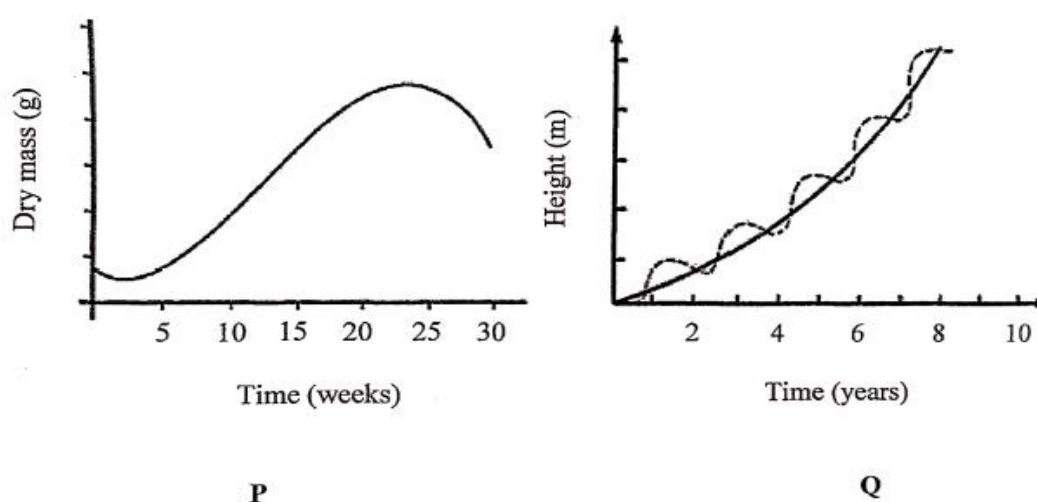 Dry mass (g)
5 10 15 20 25 30
Time (weeks)
P
Height (m)
2 4 6 8 10
Time (years)
Q